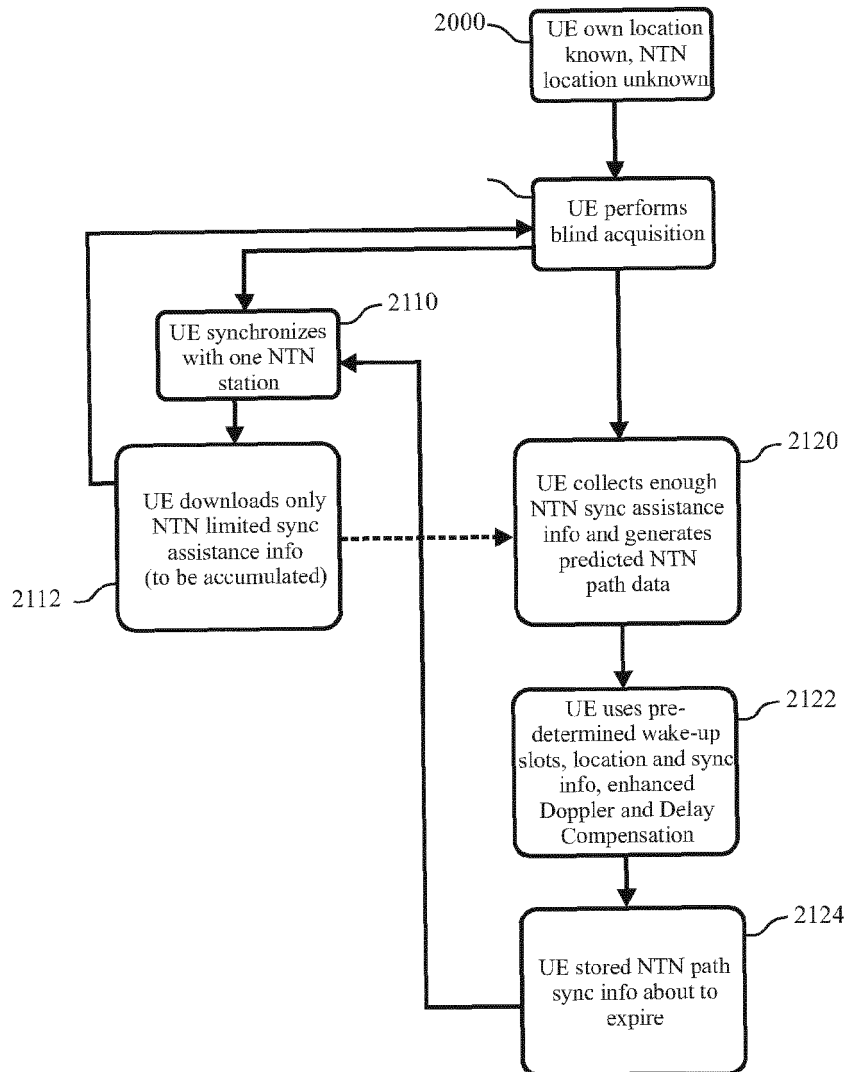 2000
UE own location
known, NTN
location unknown
UE performs
blind acquisition
2110
UE synchronizes
with one NTN
station
2120
UE downloads only
NTN limited sync
assistance info
(to be accumulated)
2112
UE collects enough
NTN sync assistance
info and generates
predicted NTN
path data
2122
UE uses pre-
determined wake-up
slots, location and sync
info, enhanced
Doppler and Delay
Compensation
2124
UE stored NTN path
sync info about to
expire